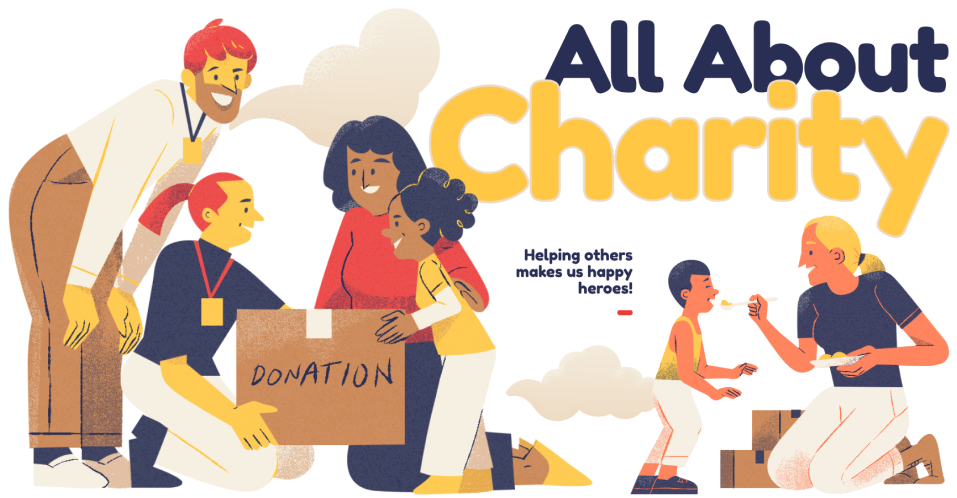 All About
Charity
Helping others
makes us happy
heroes!
DONATION